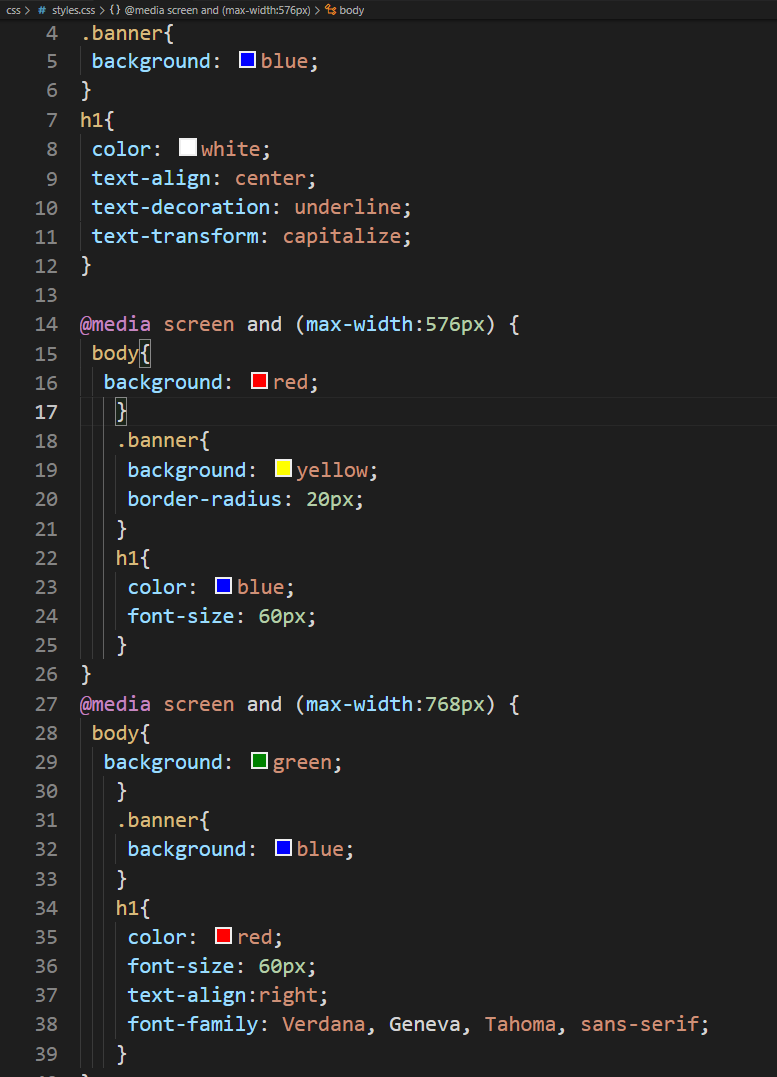 css > # styles.css > {} @media screen and (max-width:576px) > body
4 .banner{
5 background: blue;
6 }
7 h1{
8 color: white;
9 text-align: center;
10 text-decoration: underline;
11 text-transform: capitalize;
12 }
13
14 @media screen and (max-width:576px) {
15 body{
16 background: red;
17 }
18 .banner{
19 background: yellow;
20 border-radius: 20px;
21 }
22 h1{
23 color: blue;
24 font-size: 60px;
25 }
26 }
27 @media screen and (max-width:768px) {
28 body{
29 background: green;
30 }
31 .banner{
32 background: blue;
33 }
34 h1{
35 color: red;
36 font-size: 60px;
37 text-align:right;
38 font-family: Verdana, Geneva, Tahoma, sans-serif;
39 }